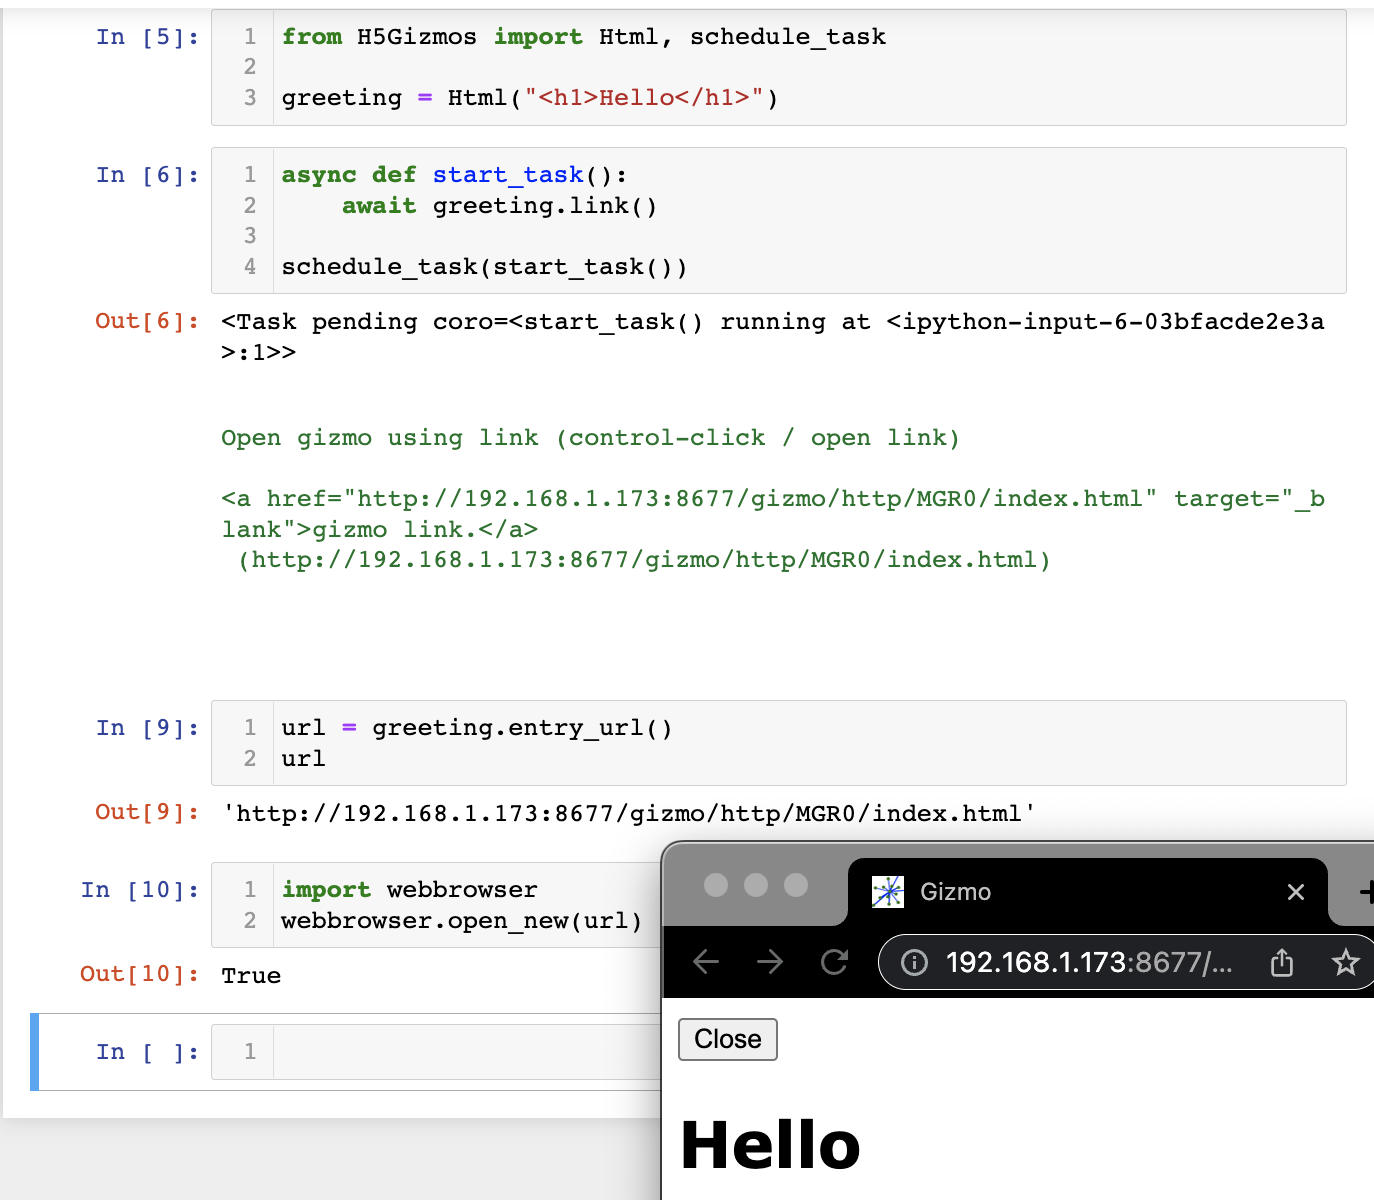 In [5]:
1 from H5Gizmos import Html, schedule_task
2
3 greeting = Html("<h1>Hello</h1>")
In [6]:
1 async def start_task():
2     await greeting.link()
3
4 schedule_task(start_task())
Out[6]: <Task pending coro=<start_task() running at <ipython-input-6-03bfacde2e3a
>:1>>
Open gizmo using link (control-click / open link)
<a href="http://192.168.1.173:8677/gizmo/http/MGR0/index.html" target="_b
lank">gizmo link.</a>
(http://192.168.1.173:8677/gizmo/http/MGR0/index.html)
In [9]:
1 url = greeting.entry_url()
2 url
Out[9]: 'http://192.168.1.173:8677/gizmo/http/MGR0/index.html'
In [10]:
1 import webbrowser
2 webbrowser.open_new(url)
Out[10]: True
In [ ]:
1
Gizmo
192.168.1.173:8677/...
Close
Hello